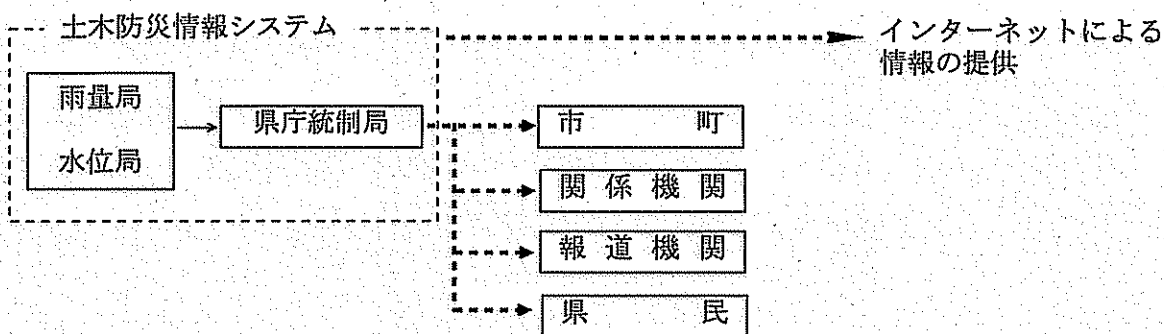 土木防災情報システム
インターネットによる
情報の提供
雨量局
水位局
県庁統制局
市　　町
関係機関
報道機関
県　　民